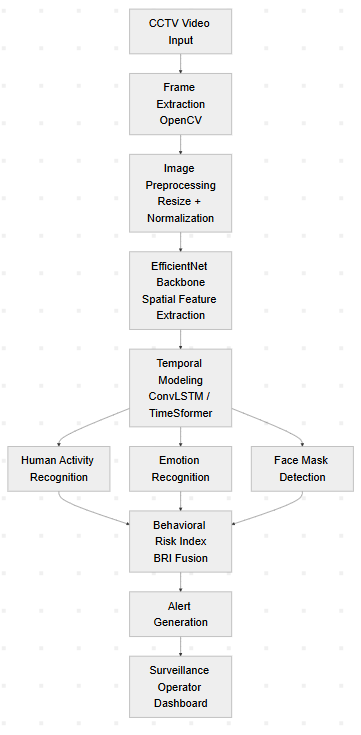 CCTV Video
Input
Frame
Extraction
OpenCV
Image
Preprocessing
Resize +
Normalization
EfficientNet
Backbone
Spatial Feature
Extraction
Temporal
Modeling
ConvLSTM /
TimeSformer
Human Activity
Recognition
Emotion
Recognition
Face Mask
Detection
Behavioral
Risk Index
BRI Fusion
Alert
Generation
Surveillance
Operator
Dashboard